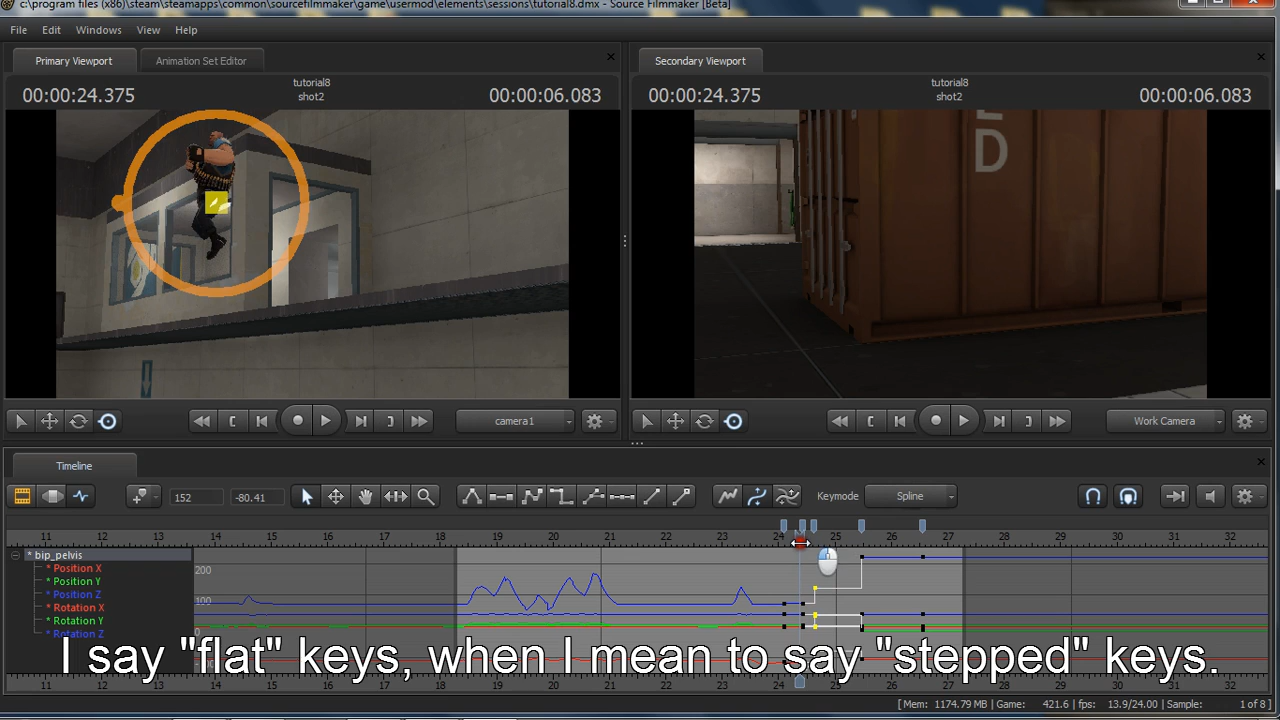 c:\program files (x86)\steam\steamapps\common\sourcefilmmaker\game\usermod\elements\sessions\tutorial8.dmx - Source Filmmaker [Beta]
File Edit Windows View Help
Primary Viewport Animation Set Editor
Secondary Viewport
00:00:24.375 tutorial8 shot2 00:00:06.083
00:00:24.375 tutorial8 shot2 00:00:06.083
E
D
camera1
Work Camera
Timeline
152 -80.41 Keymode Spline
11 12 13 14 15 16 17 18 19 20 21 22 23 24 25 26 27 28 29 30 31 32
* bip_pelvis
* Position X
* Position Y
* Position Z
* Rotation X
* Rotation Y
* Rotation Z
200
100
0
-100
I say "flat" keys, when I mean to say "stepped" keys.
11 12 13 14 15 16 17 18 19 20 21 22 23 24 25 26 27 28 29 30 31 32
[ Mem: 1174.79 MB | Game: 421.6 | fps: 13.9/24.00 | Sample: 1 of 8 ]